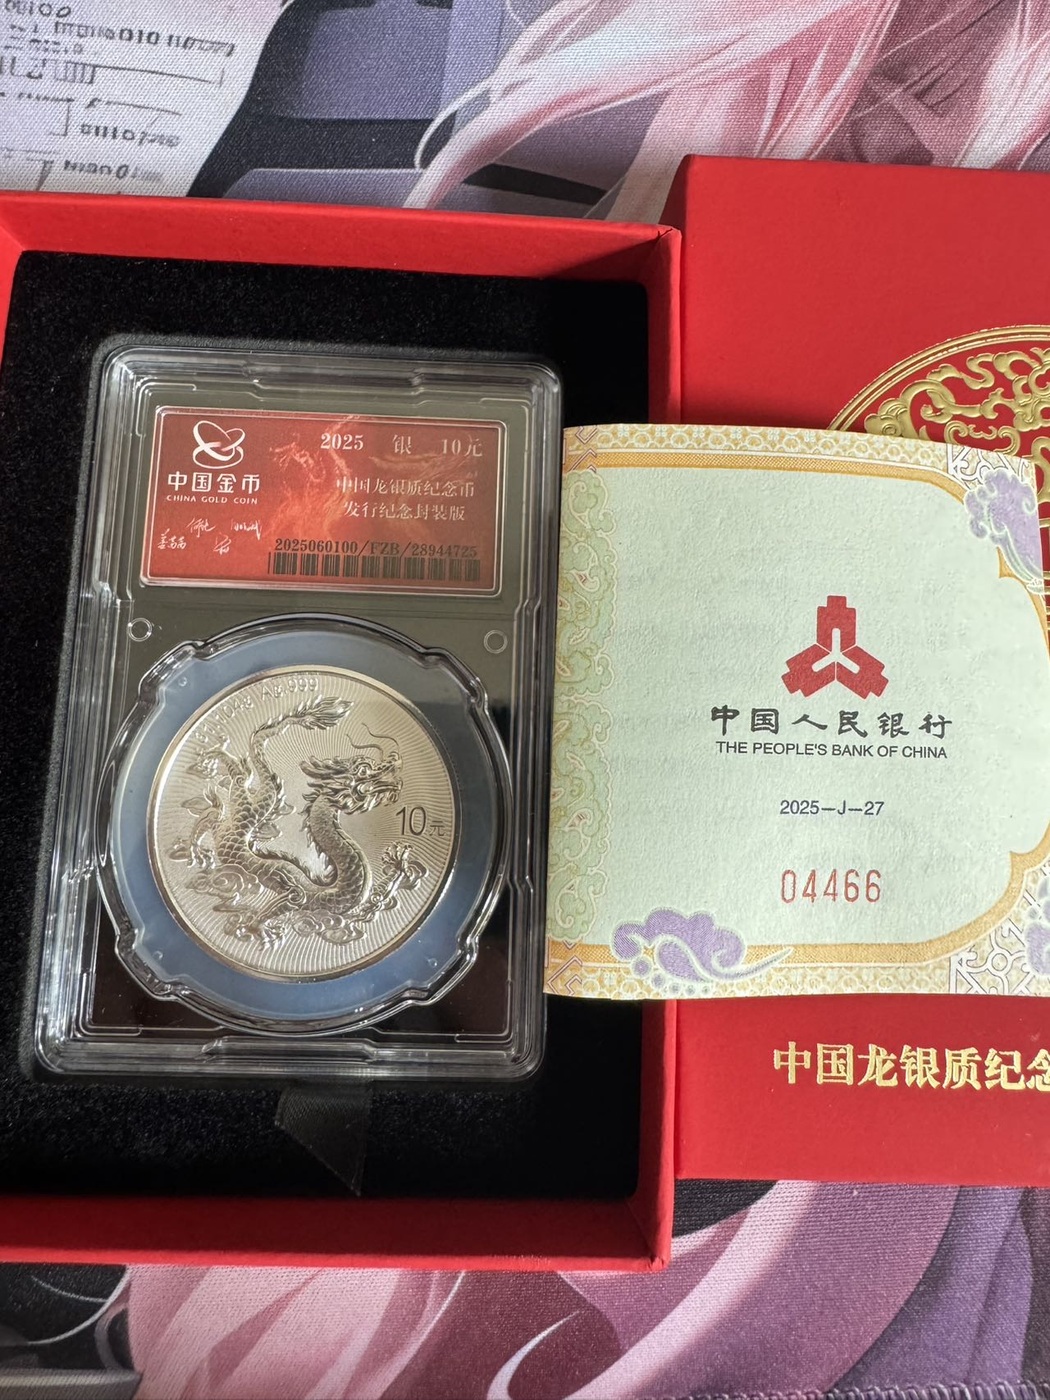 中国金币
CHINA GOLD COIN
2025 银 10元
中国龙银质纪念币
发行纪念封装版
2025060100/FZB/28944725
Ag 999
10元
中国人民银行
THE PEOPLE'S BANK OF CHINA
2025-J-27
04466
中国龙银质纪念